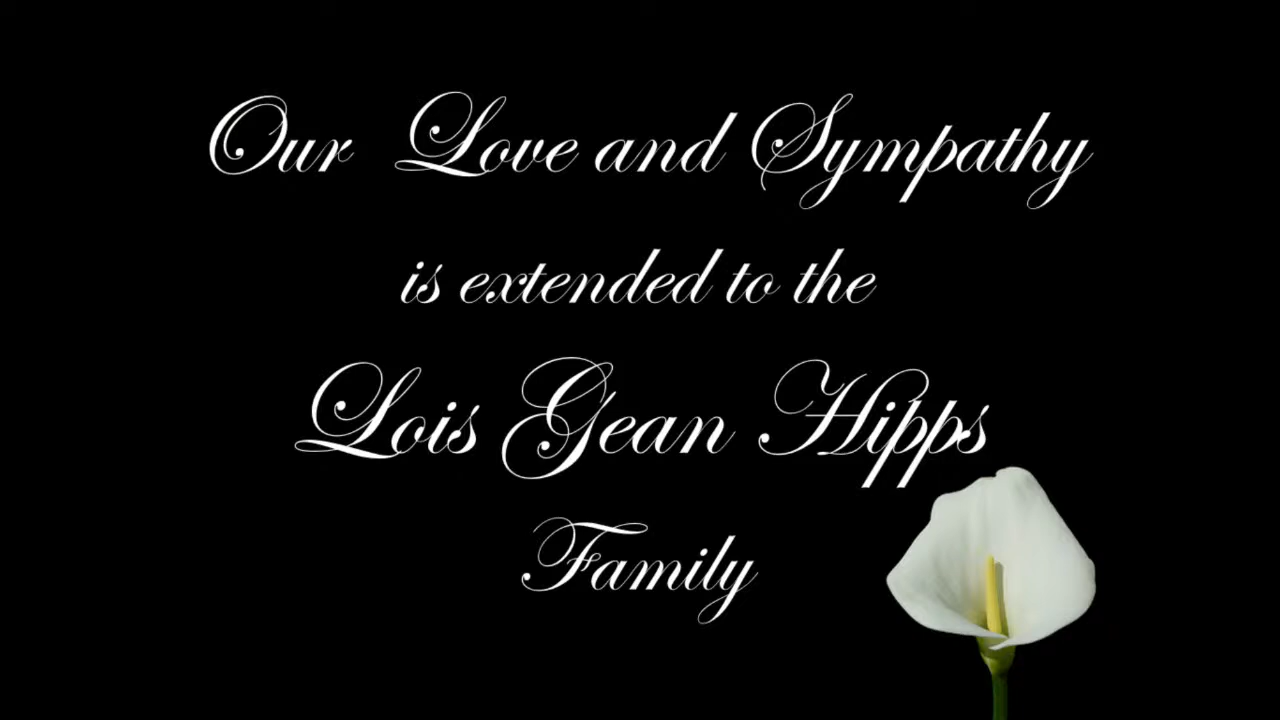 Our Love and Sympathy
is extended to the
Lois Gean Hipps
Family